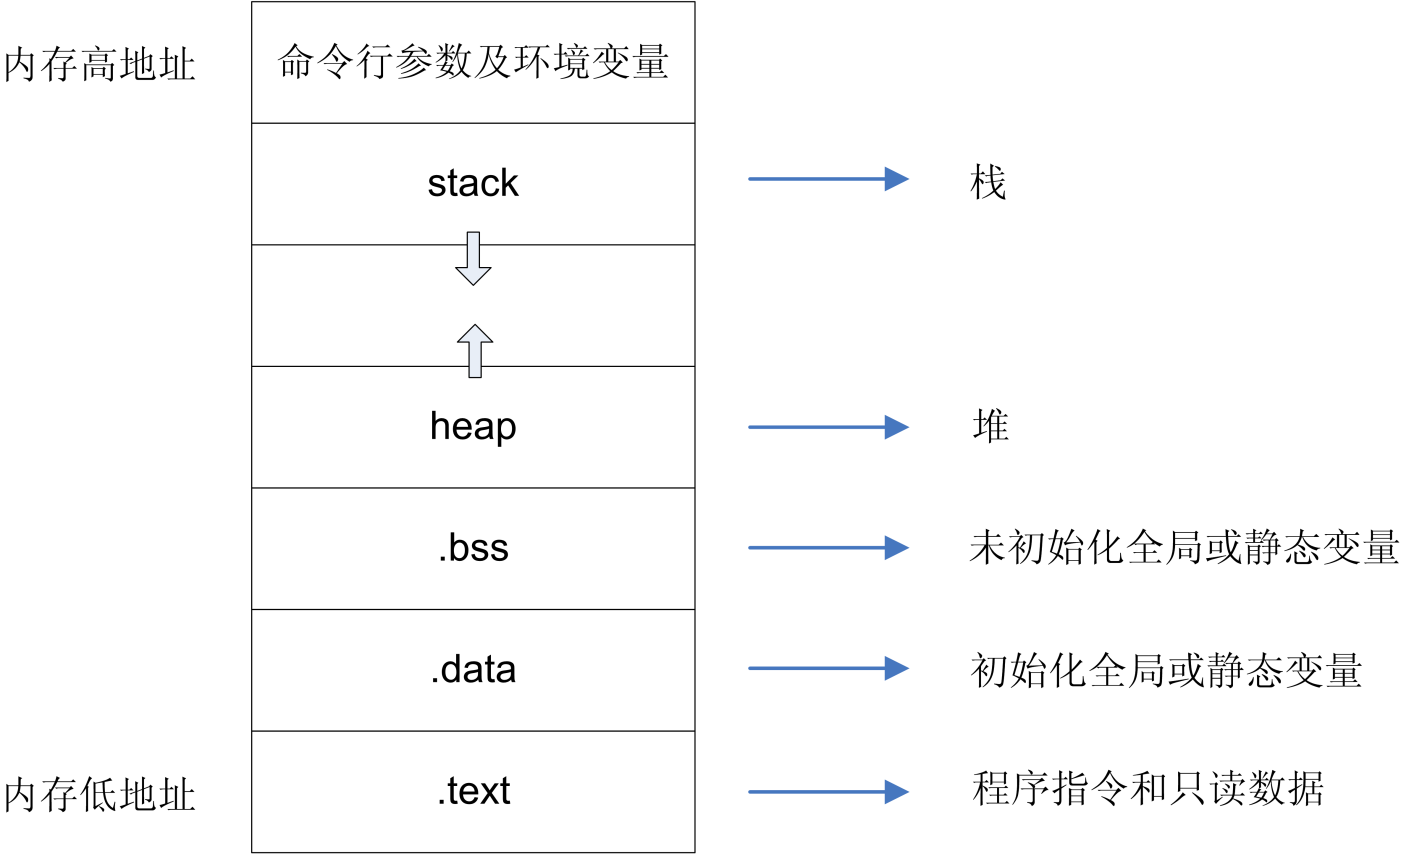 内存高地址
命令行参数及环境变量
stack
栈
heap
堆
.bss
未初始化全局或静态变量
.data
初始化全局或静态变量
内存低地址
.text
程序指令和只读数据